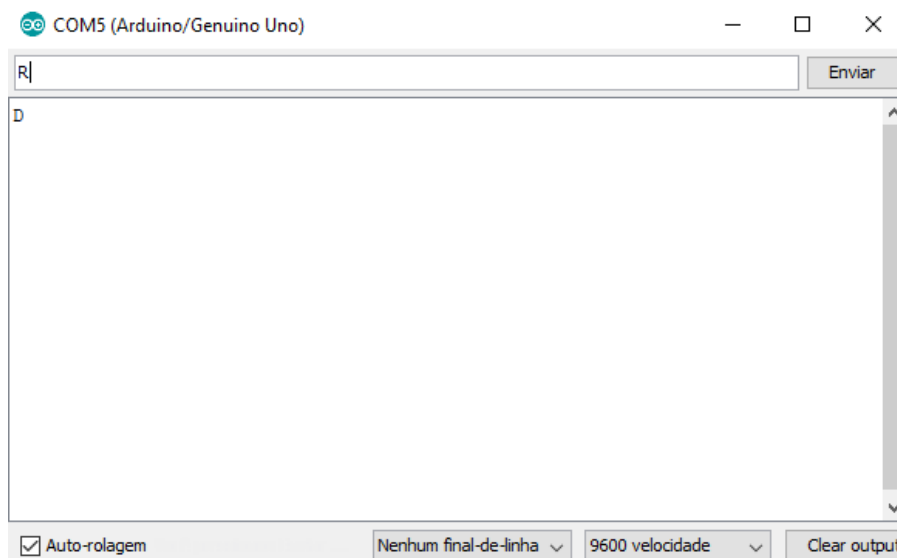 COM5 (Arduino/Genuino Uno)
R
Enviar
D
Auto-rolagem
Nenhum final-de-linha
9600 velocidade
Clear output